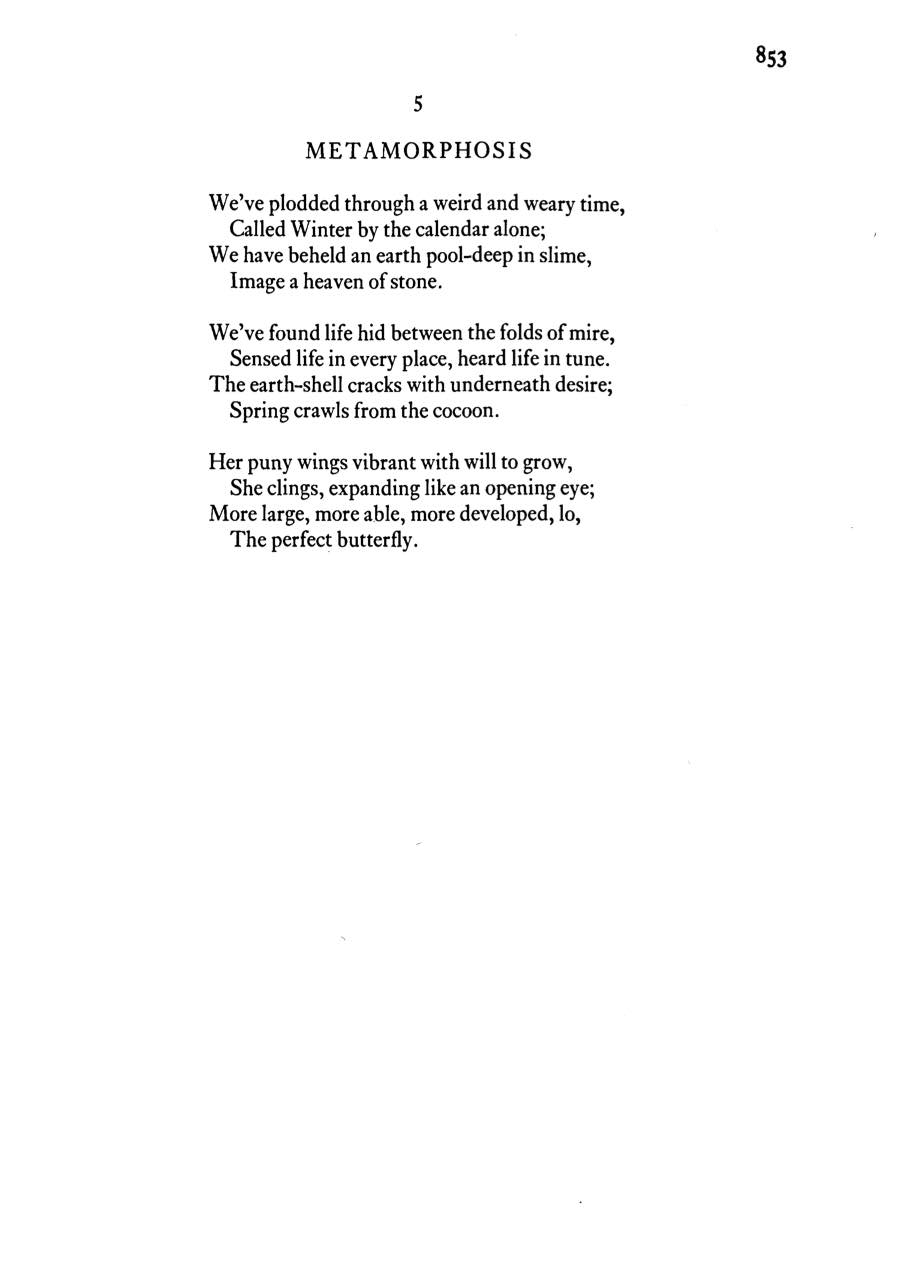 853
5
METAMORPHOSIS
We've plodded through a weird and weary time,
Called Winter by the calendar alone;
We have beheld an earth pool-deep in slime,
Image a heaven of stone.
We've found life hid between the folds of mire,
Sensed life in every place, heard life in tune.
The earth-shell cracks with underneath desire;
Spring crawls from the cocoon.
Her puny wings vibrant with will to grow,
She clings, expanding like an opening eye;
More large, more able, more developed, lo,
The perfect butterfly.